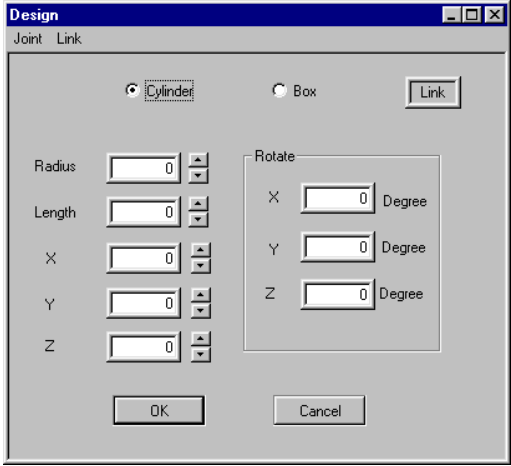 Design
Joint Link
Cylinder Box Link
Radius 0
Length 0
X 0
Y 0
Z 0
Rotate
X 0 Degree
Y 0 Degree
Z 0 Degree
OK Cancel